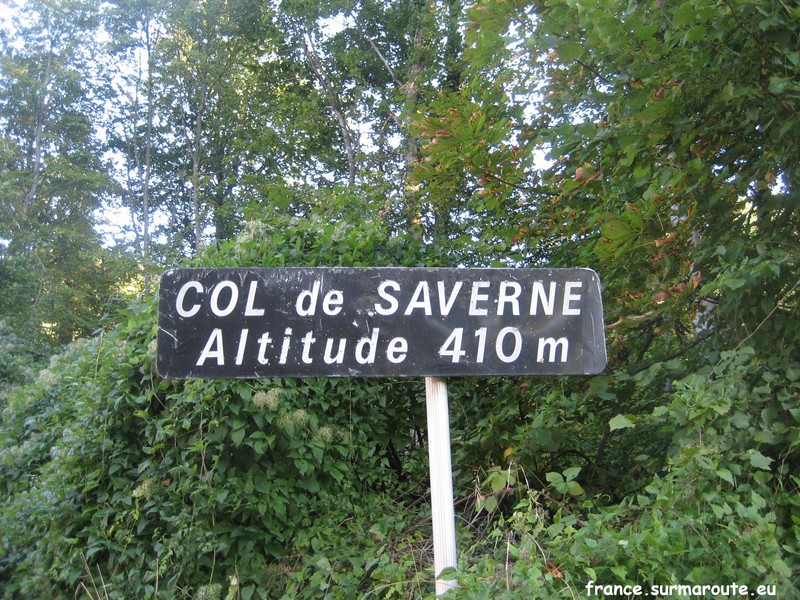 COL de SAVERNE
Altitude 410 m
france.surmaroute.eu